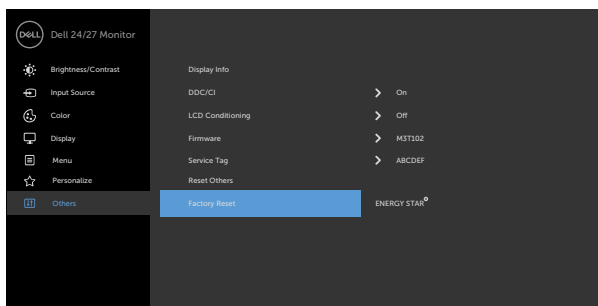 DELL Dell 24/27 Monitor
Brightness/Contrast Display Info
Input Source DDC/CI On
Color LCD Conditioning Off
Display Firmware M3T102
Menu Service Tag ABCDEF
Personalize Reset Others
Others Factory Reset ENERGY STAR